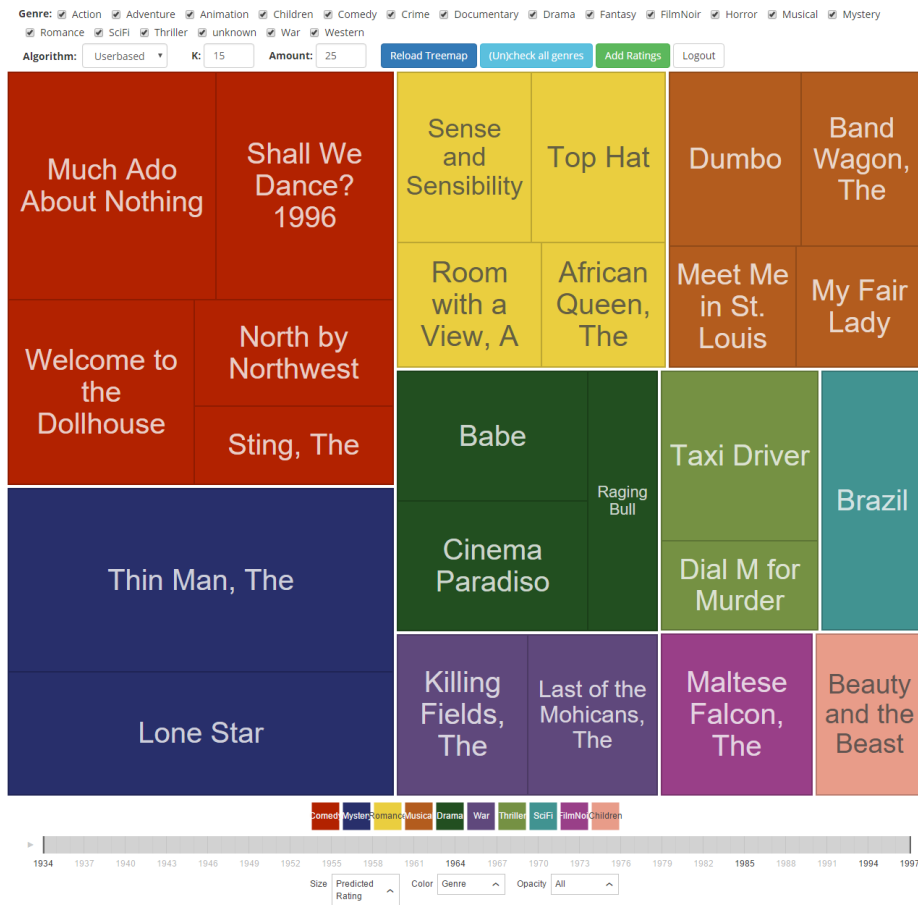 Genre: Action Adventure Animation Children Comedy Crime Documentary Drama Fantasy FilmNoir Horror Musical Mystery
Romance SciFi Thriller unknown War Western
Algorithm: Userbased K: 15 Amount: 25 Reload Treemap (Un)check all genres Add Ratings Logout
Much Ado
About Nothing
Shall We
Dance?
1996
Welcome to
the
Dollhouse
North by
Northwest
Sting, The
Sense
and
Sensibility
Top Hat
Room
with a
View, A
African
Queen,
The
Dumbo
Band
Wagon,
The
Meet Me
in St.
Louis
My Fair
Lady
Thin Man, The
Lone Star
Babe
Cinema
Paradiso
Raging
Bull
Taxi Driver
Dial M for
Murder
Brazil
Killing
Fields,
The
Last of the
Mohicans,
The
Maltese
Falcon,
The
Beauty
and the
Beast
Comedy Mystery Romance Musical Drama War Thriller SciFi FilmNoi Children
1934 1937 1940 1943 1946 1949 1952 1955 1958 1961 1964 1967 1970 1973 1976 1979 1982 1985 1988 1991 1994 1997
Size Predicted Rating Color Genre Opacity All